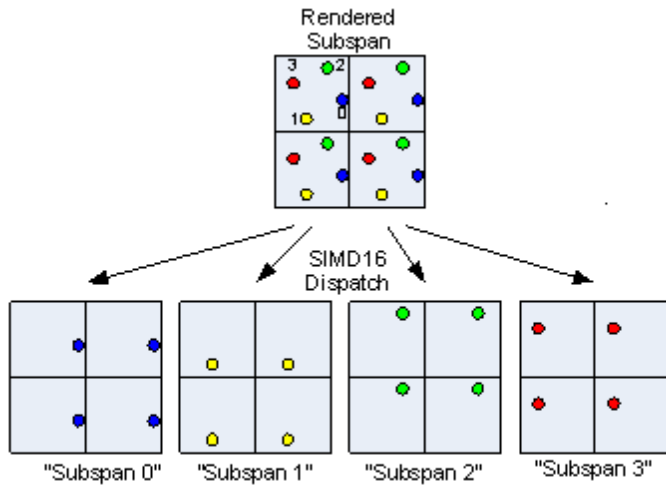 Rendered
Subspan
3 2
1 0
SIMD16
Dispatch
"Subspan 0" "Subspan 1" "Subspan 2" "Subspan 3"